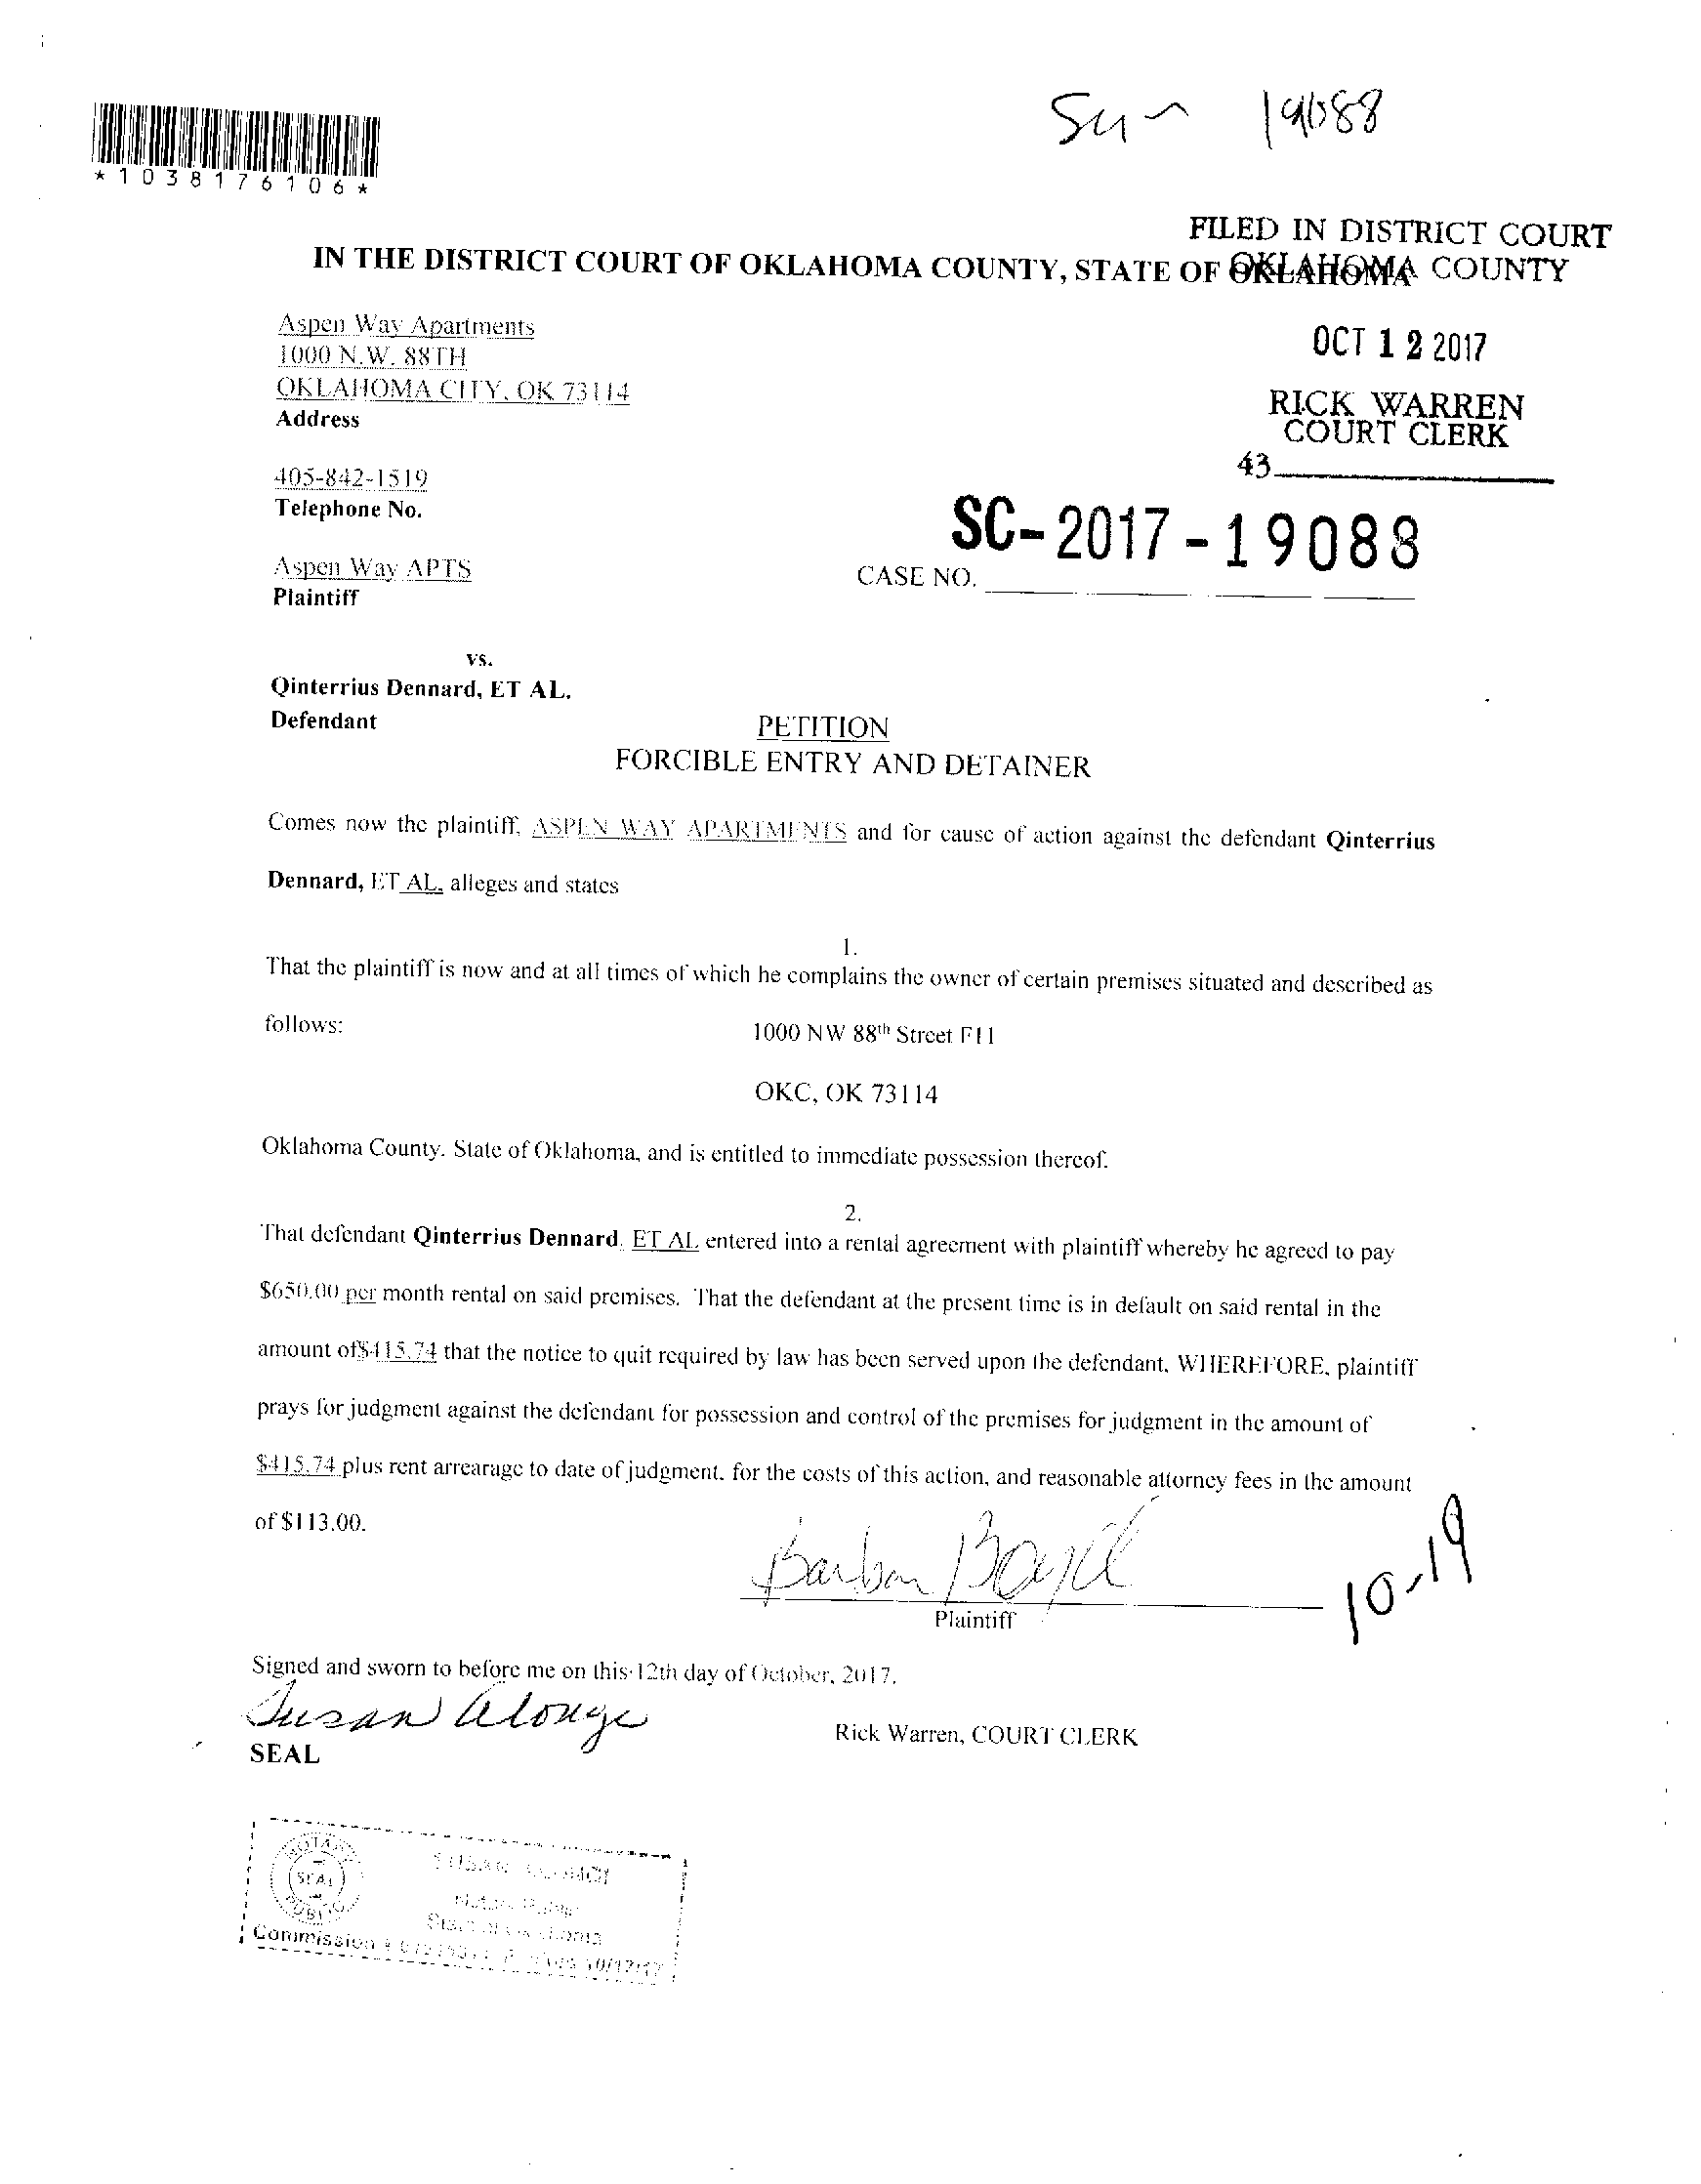 19088
*1038176106*
FILED IN DISTRICT COURT
OKLAHOMA COUNTY
IN THE DISTRICT COURT OF OKLAHOMA COUNTY, STATE OF OKLAHOMA
Aspen Way Apartments
1000 N.W. 88TH
OKLAHOMA CITY, OK 73114
Address
OCT 12 2017
RICK WARREN
COURT CLERK
43
405-842-1519
Telephone No.
SC-2017-19088
CASE NO.
Aspen Way APTS
Plaintiff
vs.
Qinterrius Dennard, ET AL.
Defendant
PETITION
FORCIBLE ENTRY AND DETAINER
Comes now the plaintiff, ASPEN WAY APARTMENTS and for cause of action against the defendant Qinterrius
Dennard, ET AL, alleges and states
1.
That the plaintiff is now and at all times of which he complains the owner of certain premises situated and described as
follows:
1000 NW 88th Street F11
OKC, OK 73114
Oklahoma County. State of Oklahoma, and is entitled to immediate possession thereof.
2.
That defendant Qinterrius Dennard, ET AL entered into a rental agreement with plaintiff whereby he agreed to pay
$650.00 per month rental on said premises. That the defendant at the present time is in default on said rental in the
amount of$415.74 that the notice to quit required by law has been served upon the defendant. WHEREFORE, plaintiff
prays for judgment against the defendant for possession and control of the premises for judgment in the amount of
$415.74 plus rent arrearage to date of judgment. for the costs of this action, and reasonable attorney fees in the amount
of $113.00.
10-19
Plaintiff
Signed and sworn to before me on this 12th day of October, 2017.
Susan Alonge
Rick Warren, COURT CLERK
SEAL
NOTARY
SEAL
PUBLIC
Commission #